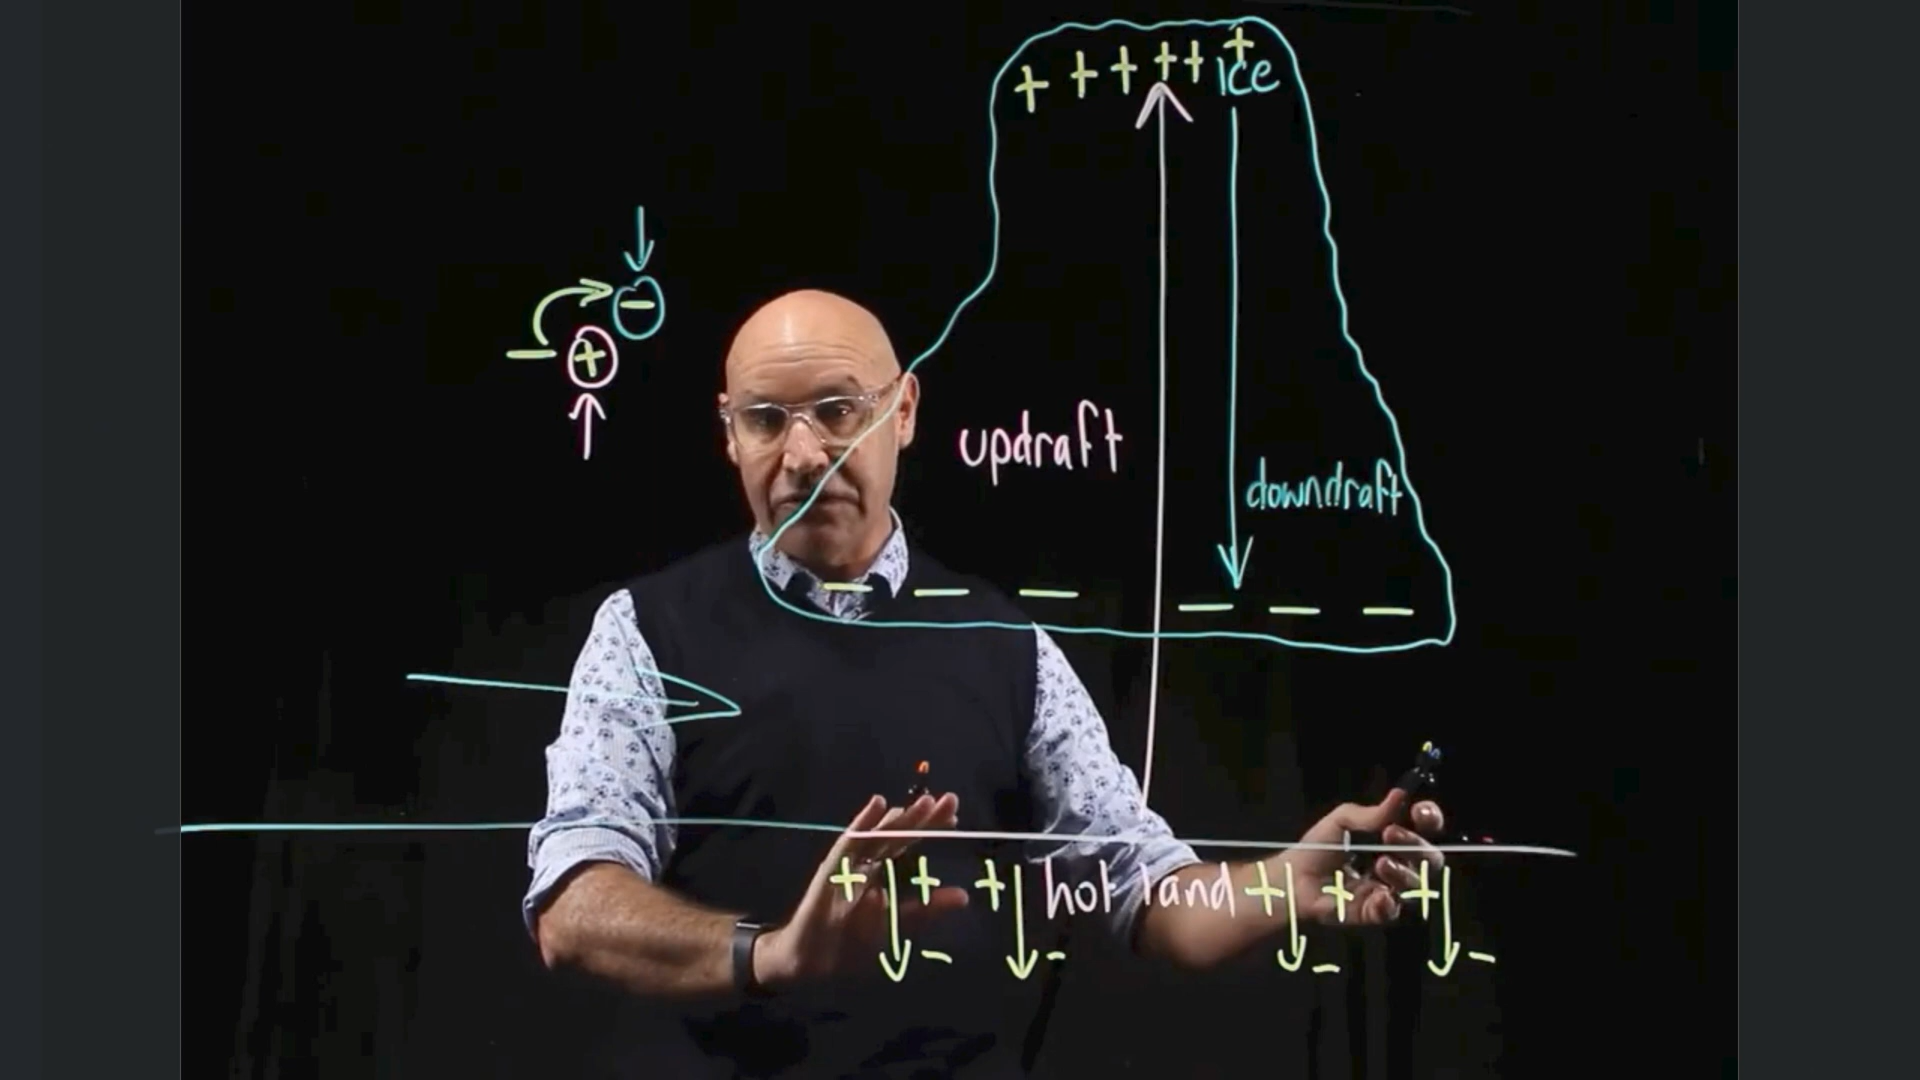 + + + + + +
ice
−
− +
updraft
downdraft
− − − − − −
+ + + hot land + + +
− − − −